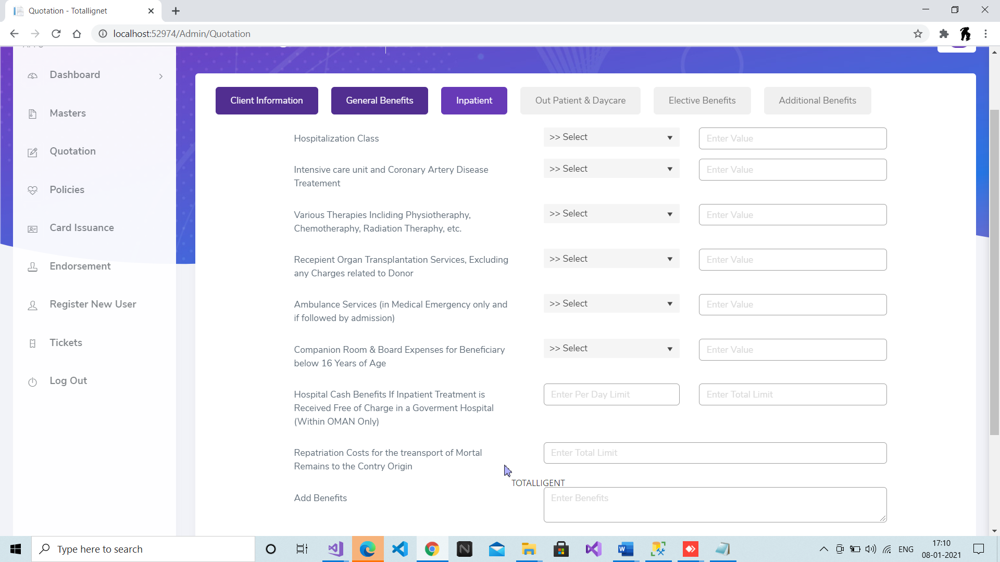 Quotation - Totallignet
localhost:52974/Admin/Quotation
Dashboard
Masters
Quotation
Policies
Card Issuance
Endorsement
Register New User
Tickets
Log Out
Client Information
General Benefits
Inpatient
Out Patient & Daycare
Elective Benefits
Additional Benefits
Hospitalization Class
>> Select
Enter Value
Intensive care unit and Coronary Artery Disease
Treatement
>> Select
Enter Value
Various Therapies Incliding Physiotheraphy,
Chemotheraphy, Radiation Theraphy, etc.
>> Select
Enter Value
Recepient Organ Transplantation Services, Excluding
any Charges related to Donor
>> Select
Enter Value
Ambulance Services (in Medical Emergency only and
if followed by admission)
>> Select
Enter Value
Companion Room & Board Expenses for Beneficiary
below 16 Years of Age
>> Select
Enter Value
Hospital Cash Benefits If Inpatient Treatment is
Received Free of Charge in a Goverment Hospital
(Within OMAN Only)
Enter Per Day Limit
Enter Total Limit
Repatriation Costs for the treansport of Mortal
Remains to the Contry Origin
Enter Total Limit
TOTALLIGENT
Add Benefits
Enter Benefits
Type here to search
ENG
17:10
08-01-2021